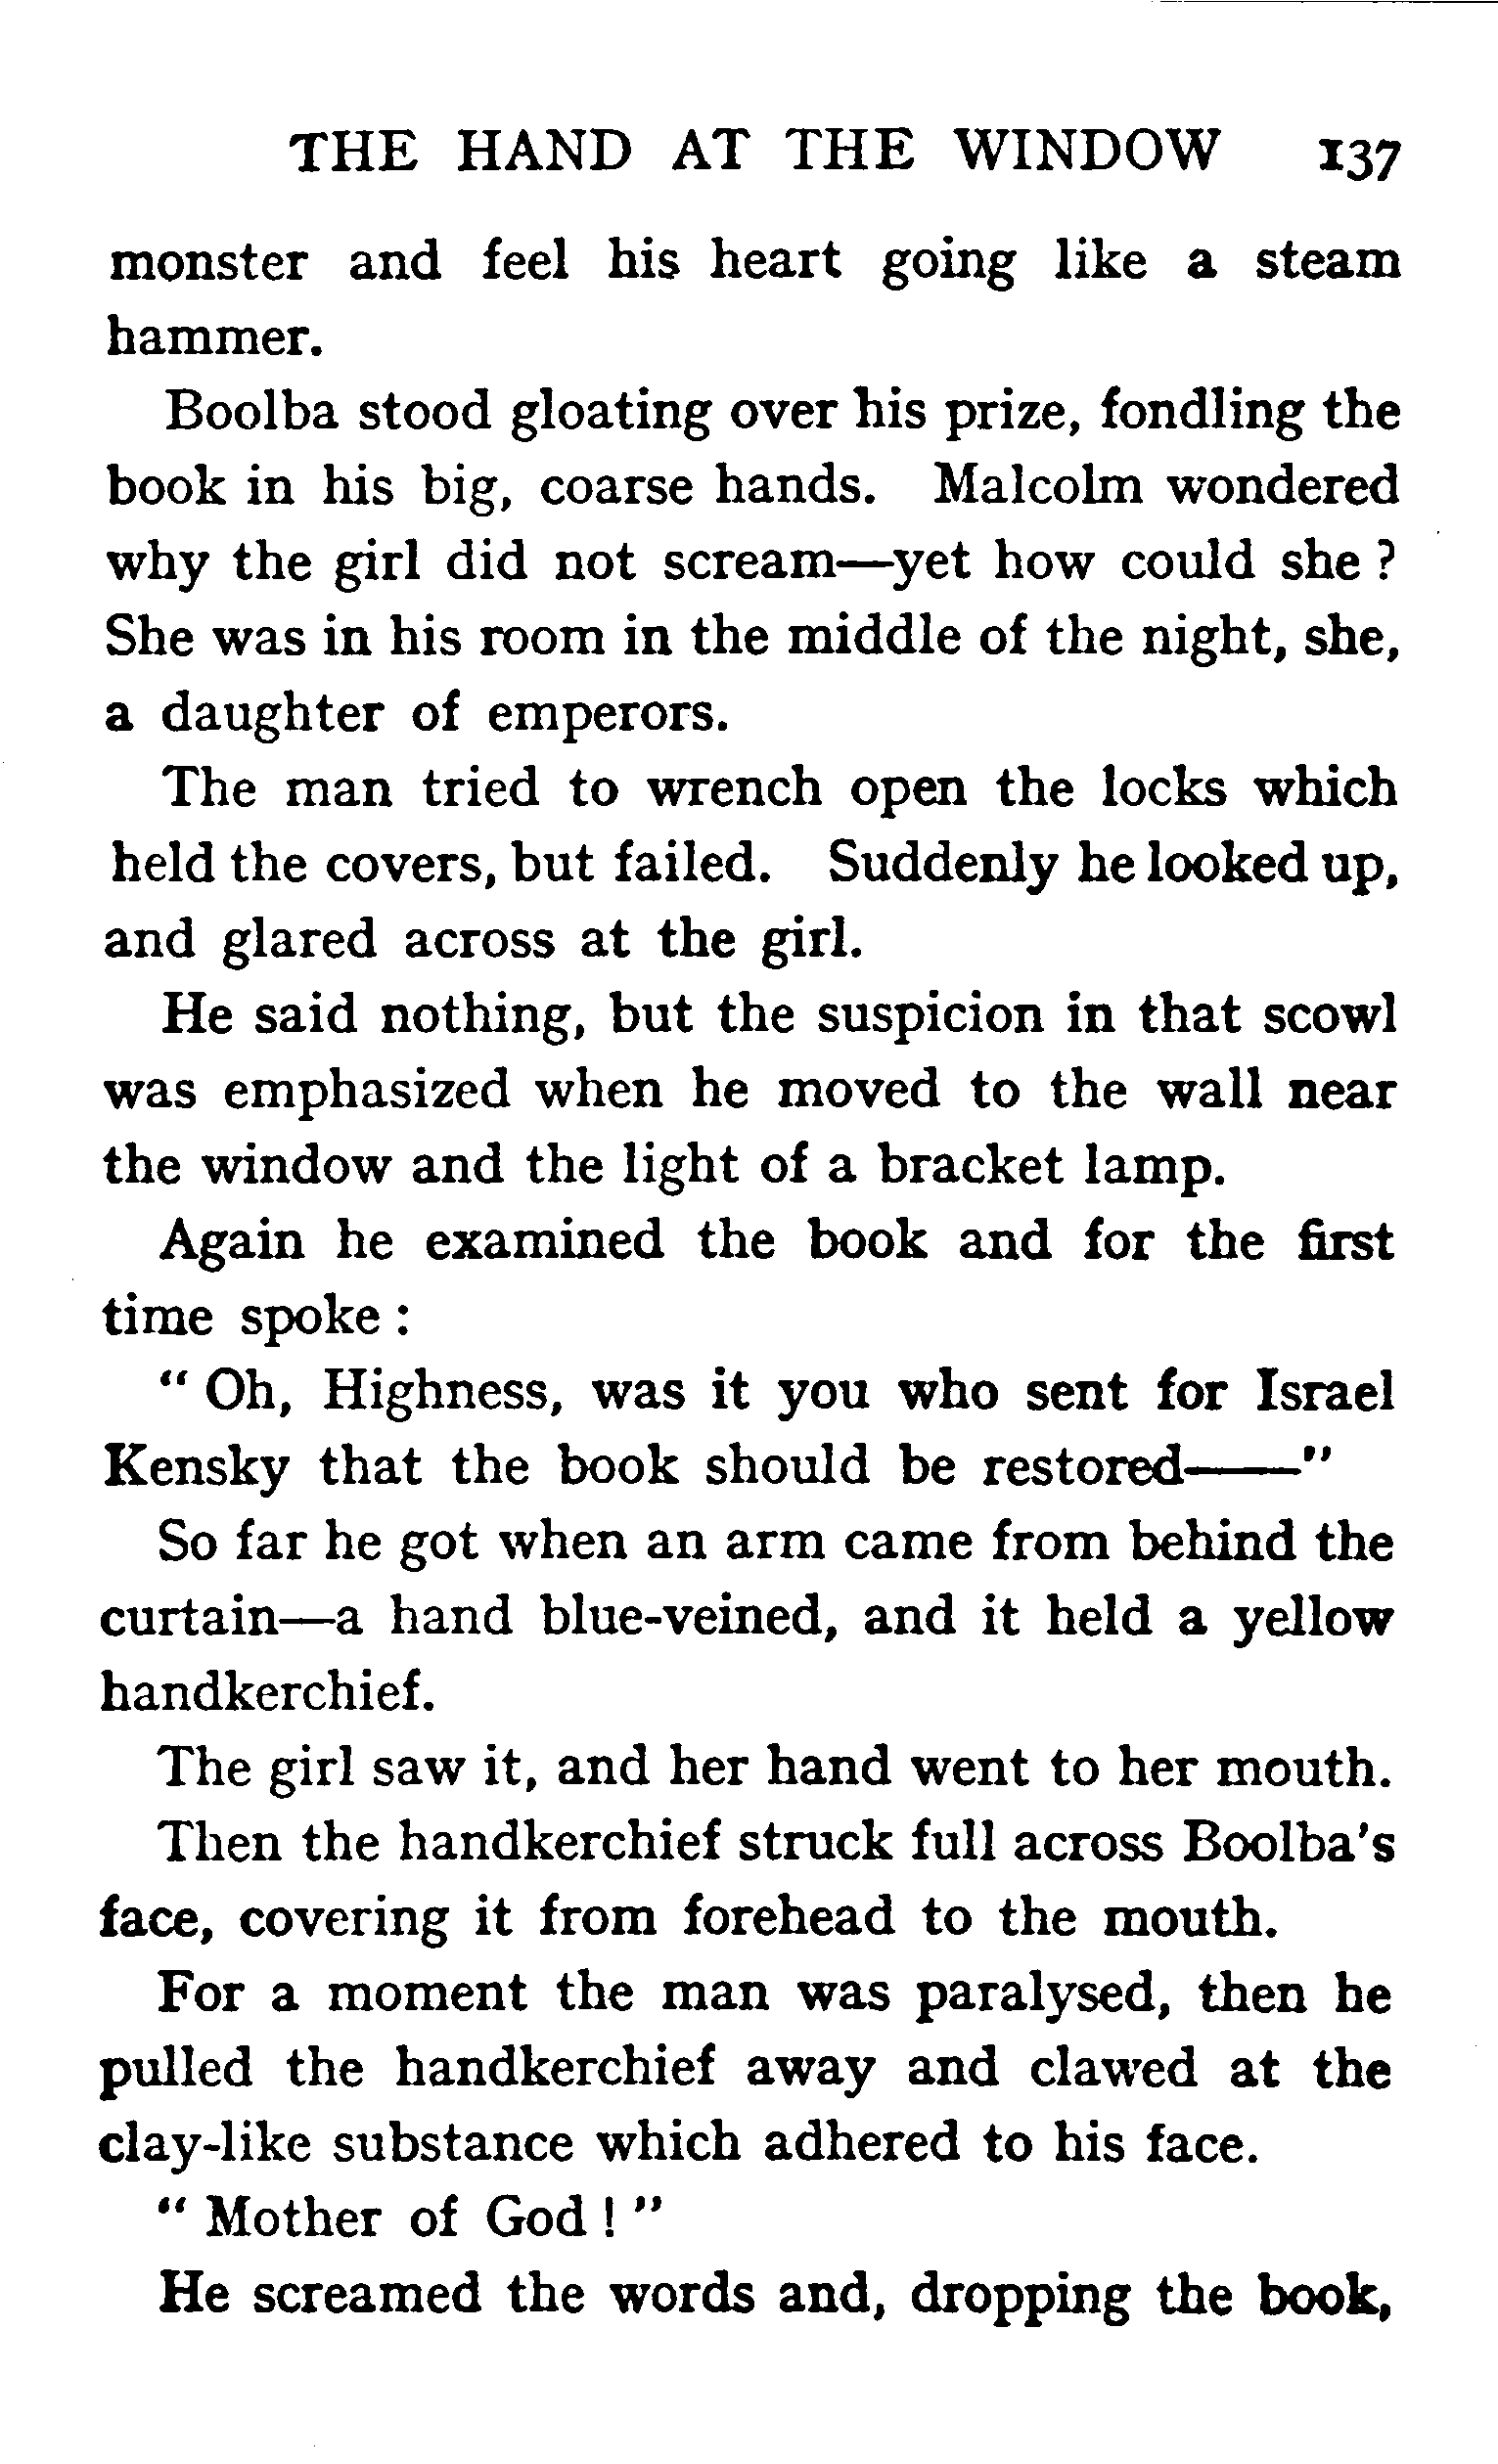 THE HAND AT THE WINDOW 137
monster and feel his heart going like a steam
hammer.
Boolba stood gloating over his prize, fondling the
book in his big, coarse hands. Malcolm wondered
why the girl did not scream—yet how could she ?
She was in his room in the middle of the night, she,
a daughter of emperors.
The man tried to wrench open the locks which
held the covers, but failed. Suddenly he looked up,
and glared across at the girl.
He said nothing, but the suspicion in that scowl
was emphasized when he moved to the wall near
the window and the light of a bracket lamp.
Again he examined the book and for the first
time spoke :
" Oh, Highness, was it you who sent for Israel
Kensky that the book should be restored——"
So far he got when an arm came from behind the
curtain—a hand blue-veined, and it held a yellow
handkerchief.
The girl saw it, and her hand went to her mouth.
Then the handkerchief struck full across Boolba's
face, covering it from forehead to the mouth.
For a moment the man was paralysed, then he
pulled the handkerchief away and clawed at the
clay-like substance which adhered to his face.
" Mother of God ! "
He screamed the words and, dropping the book,